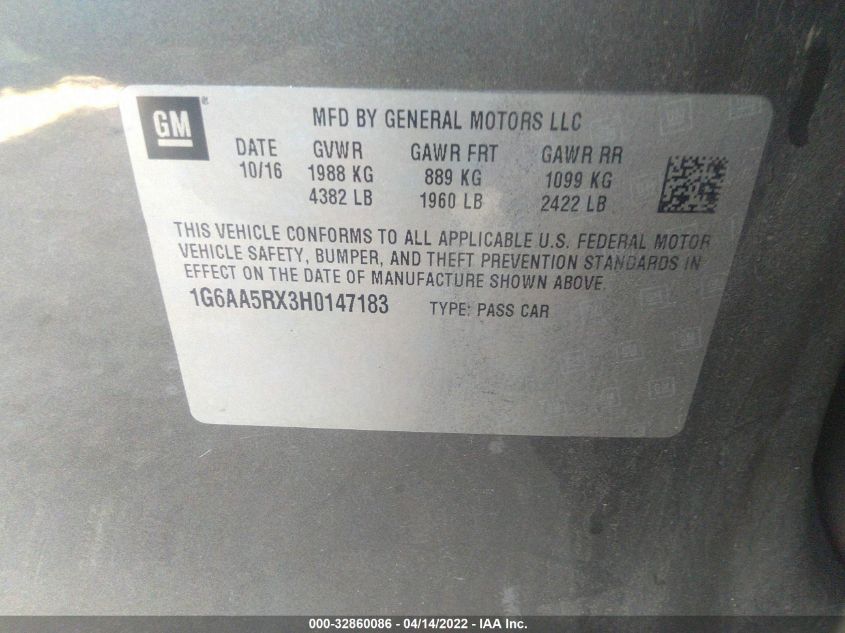 GM
MFD BY GENERAL MOTORS LLC
DATE GVWR GAWR FRT GAWR RR
10/16 1988 KG 889 KG 1099 KG
4382 LB 1960 LB 2422 LB
THIS VEHICLE CONFORMS TO ALL APPLICABLE U.S. FEDERAL MOTOR
VEHICLE SAFETY, BUMPER, AND THEFT PREVENTION STANDARDS IN
EFFECT ON THE DATE OF MANUFACTURE SHOWN ABOVE.
1G6AA5RX3H0147183 TYPE: PASS CAR
000-32860086 - 04/14/2022 - IAA Inc.